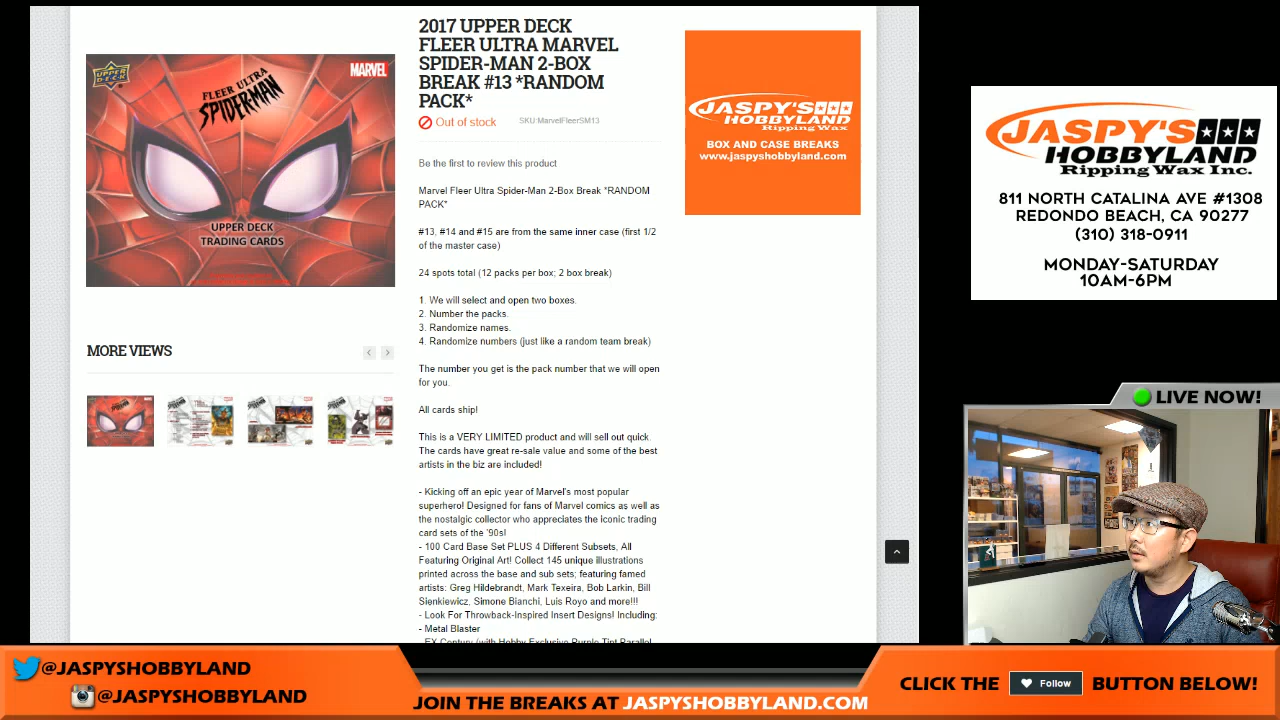 2017 UPPER DECK
FLEER ULTRA MARVEL
SPIDER-MAN 2-BOX
BREAK #13 *RANDOM
PACK*
Out of stock
SKU:MarvelFleerSM13
Be the first to review this product
Marvel Fleer Ultra Spider-Man 2-Box Break *RANDOM
PACK*
#13, #14 and #15 are from the same inner case (first 1/2
of the master case)
24 spots total (12 packs per box; 2 box break)
1. We will select and open two boxes.
2. Number the packs.
3. Randomize names.
4. Randomize numbers (just like a random team break)
The number you get is the pack number that we will open
for you.
All cards ship!
This is a VERY LIMITED product and will sell out quick.
The cards have great re-sale value and some of the best
artists in the biz are included!
- Kicking off an epic year of Marvel's most popular
superhero! Designed for fans of Marvel comics as well as
the nostalgic collector who appreciates the iconic trading
card sets of the '90s!
- 100 Card Base Set PLUS 4 Different Subsets, All
Featuring Original Art! Collect 145 unique illustrations
printed across the base and sub sets; featuring famed
artists: Greg Hildebrandt, Mark Texeira, Bob Larkin, Bill
Sienkiewicz, Simone Bianchi, Luis Royo and more!!!
- Look For Throwback-Inspired Insert Designs! Including:
- Metal Blaster
- EX Century (with Hobby Exclusive Purple Tint Parallel
UPPER DECK
MARVEL
FLEER ULTRA
SPIDER-MAN
UPPER DECK
TRADING CARDS
MORE VIEWS
JASPY'S
HOBBYLAND
Ripping Wax
BOX AND CASE BREAKS
www.jaspyshobbyland.com
JASPY'S
HOBBYLAND
Ripping Wax Inc.
811 NORTH CATALINA AVE #1308
REDONDO BEACH, CA 90277
(310) 318-0911
MONDAY-SATURDAY
10AM-6PM
LIVE NOW!
@JASPYSHOBBYLAND
@JASPYSHOBBYLAND
JOIN THE BREAKS AT JASPYSHOBBYLAND.COM
CLICK THE Follow BUTTON BELOW!